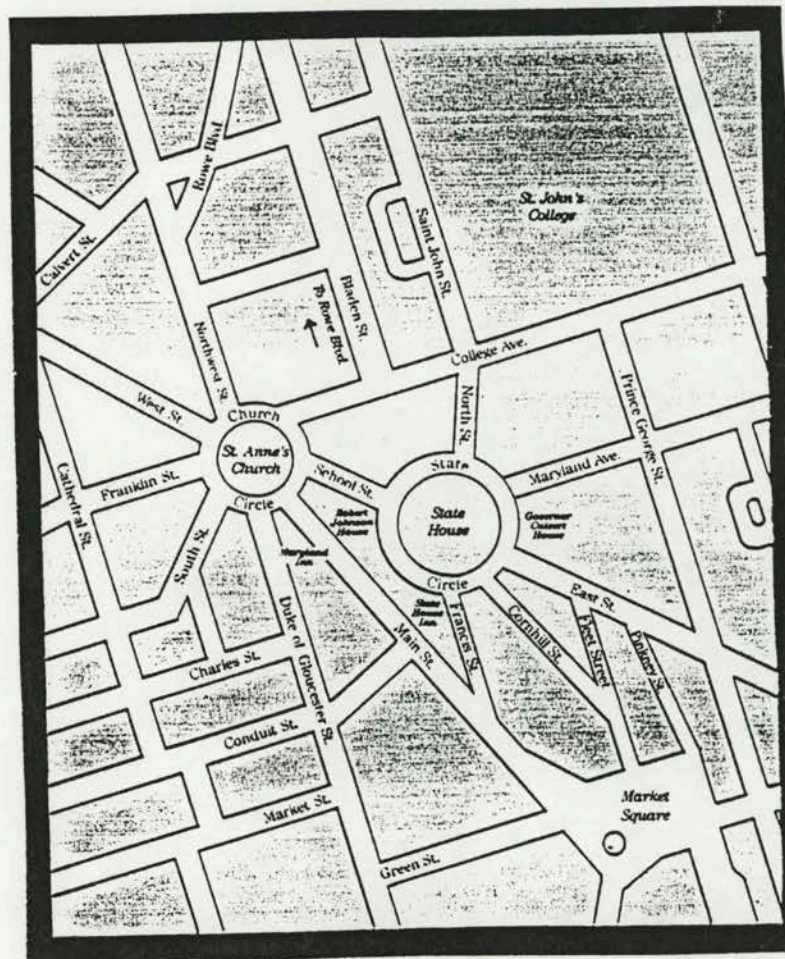 Rowe Blvd
St. John's
College
Calvert St.
Saint John St.
Bladen St.
To Rowe Blvd.
Northwest St.
College Ave.
West St.
Church
North St.
Prince George St.
St. Anne's
Church
School St.
State
Maryland Ave.
Cathedral St.
Franklin St.
Circle
Robert
Johnson
House
State
House
Governor
Calvert
House
South St.
Maryland
Inn
Circle
East St.
State
House
Inn
Francis St.
Cornhill St.
Fleet Street
Pinkney St.
Duke of Gloucester St.
Main St.
Charles St.
Conduit St.
Market St.
Market
Square
Green St.